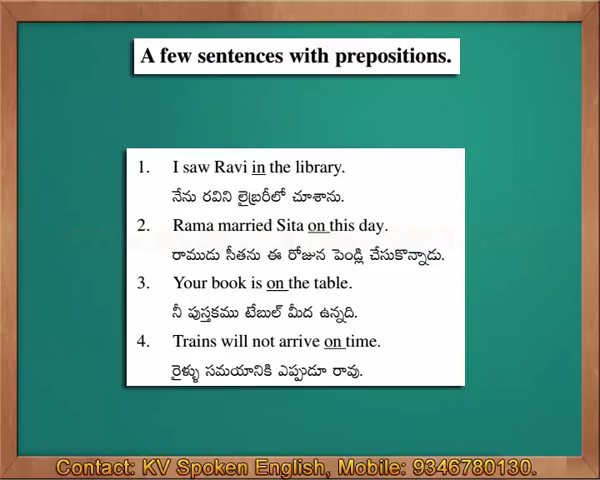 A few sentences with prepositions.
1. I saw Ravi in the library.
నేను రవిని లైబ్రరీలో చూశాను.
2. Rama married Sita on this day.
రాముడు సీతను ఈ రోజున పెండ్లి చేసుకొన్నాడు.
3. Your book is on the table.
నీ పుస్తకము టేబుల్ మీద ఉన్నది.
4. Trains will not arrive on time.
రైళ్ళు సమయానికి ఎప్పుడూ రావు.
Contact: KV Spoken English, Mobile: 9346780130.